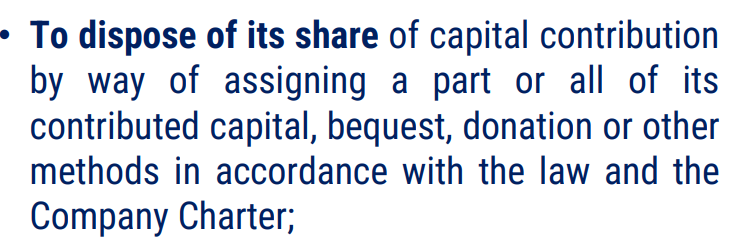 • To dispose of its share of capital contribution
by way of assigning a part or all of its
contributed capital, bequest, donation or other
methods in accordance with the law and the
Company Charter;